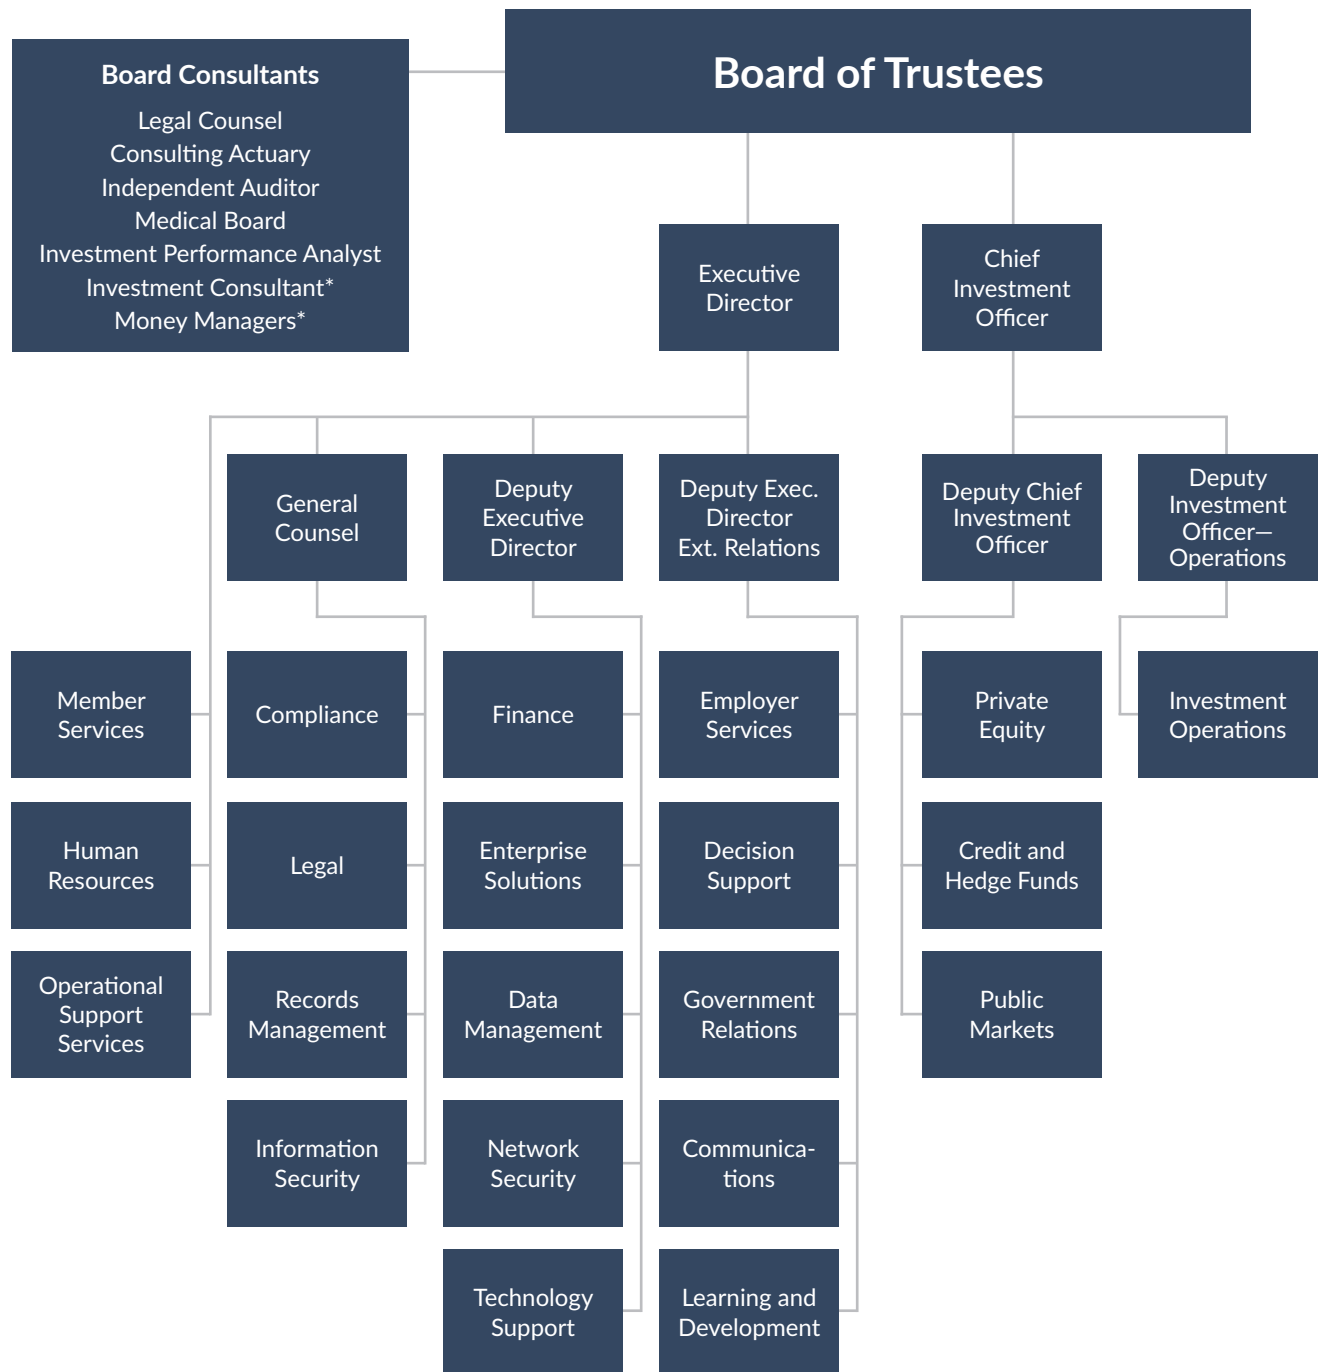 Board of Trustees
Board Consultants
Legal Counsel
Consulting Actuary
Independent Auditor
Medical Board
Investment Performance Analyst
Investment Consultant*
Money Managers*
Executive
Director
Chief
Investment
Officer
General
Counsel
Deputy
Executive
Director
Deputy Exec.
Director
Ext. Relations
Deputy Chief
Investment
Officer
Deputy
Investment
Officer—
Operations
Member
Services
Compliance
Finance
Employer
Services
Private
Equity
Investment
Operations
Human
Resources
Legal
Enterprise
Solutions
Decision
Support
Credit and
Hedge Funds
Operational
Support
Services
Records
Management
Data
Management
Government
Relations
Public
Markets
Information
Security
Network
Security
Communica-
tions
Technology
Support
Learning and
Development